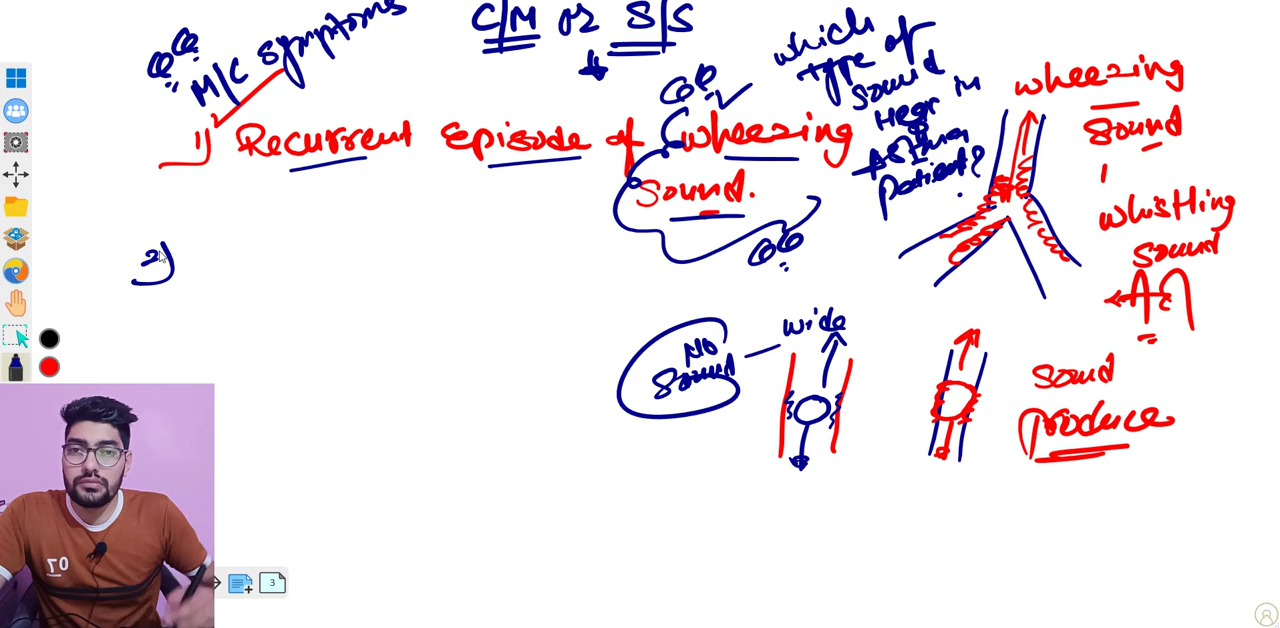 C/M or S/S
M/C symptoms
1) Recurrent Episode of (wheezing
Sound.
which
type of
sound
Hear in
Asthma
patient?
wheezing
sound
whistling
sound
2)
wide
No
Sound
Sound
produce
3